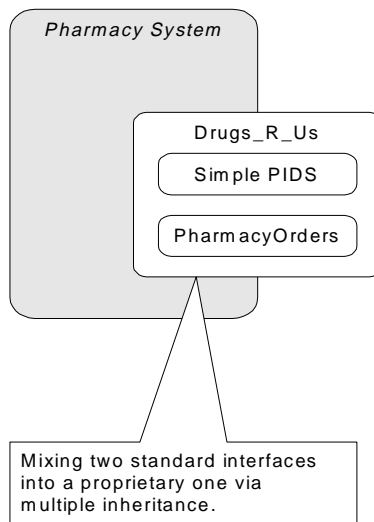 Pharmacy System
Drugs_R_Us
Simple PIDS
PharmacyOrders
Mixing two standard interfaces
into a proprietary one via
multiple inheritance.